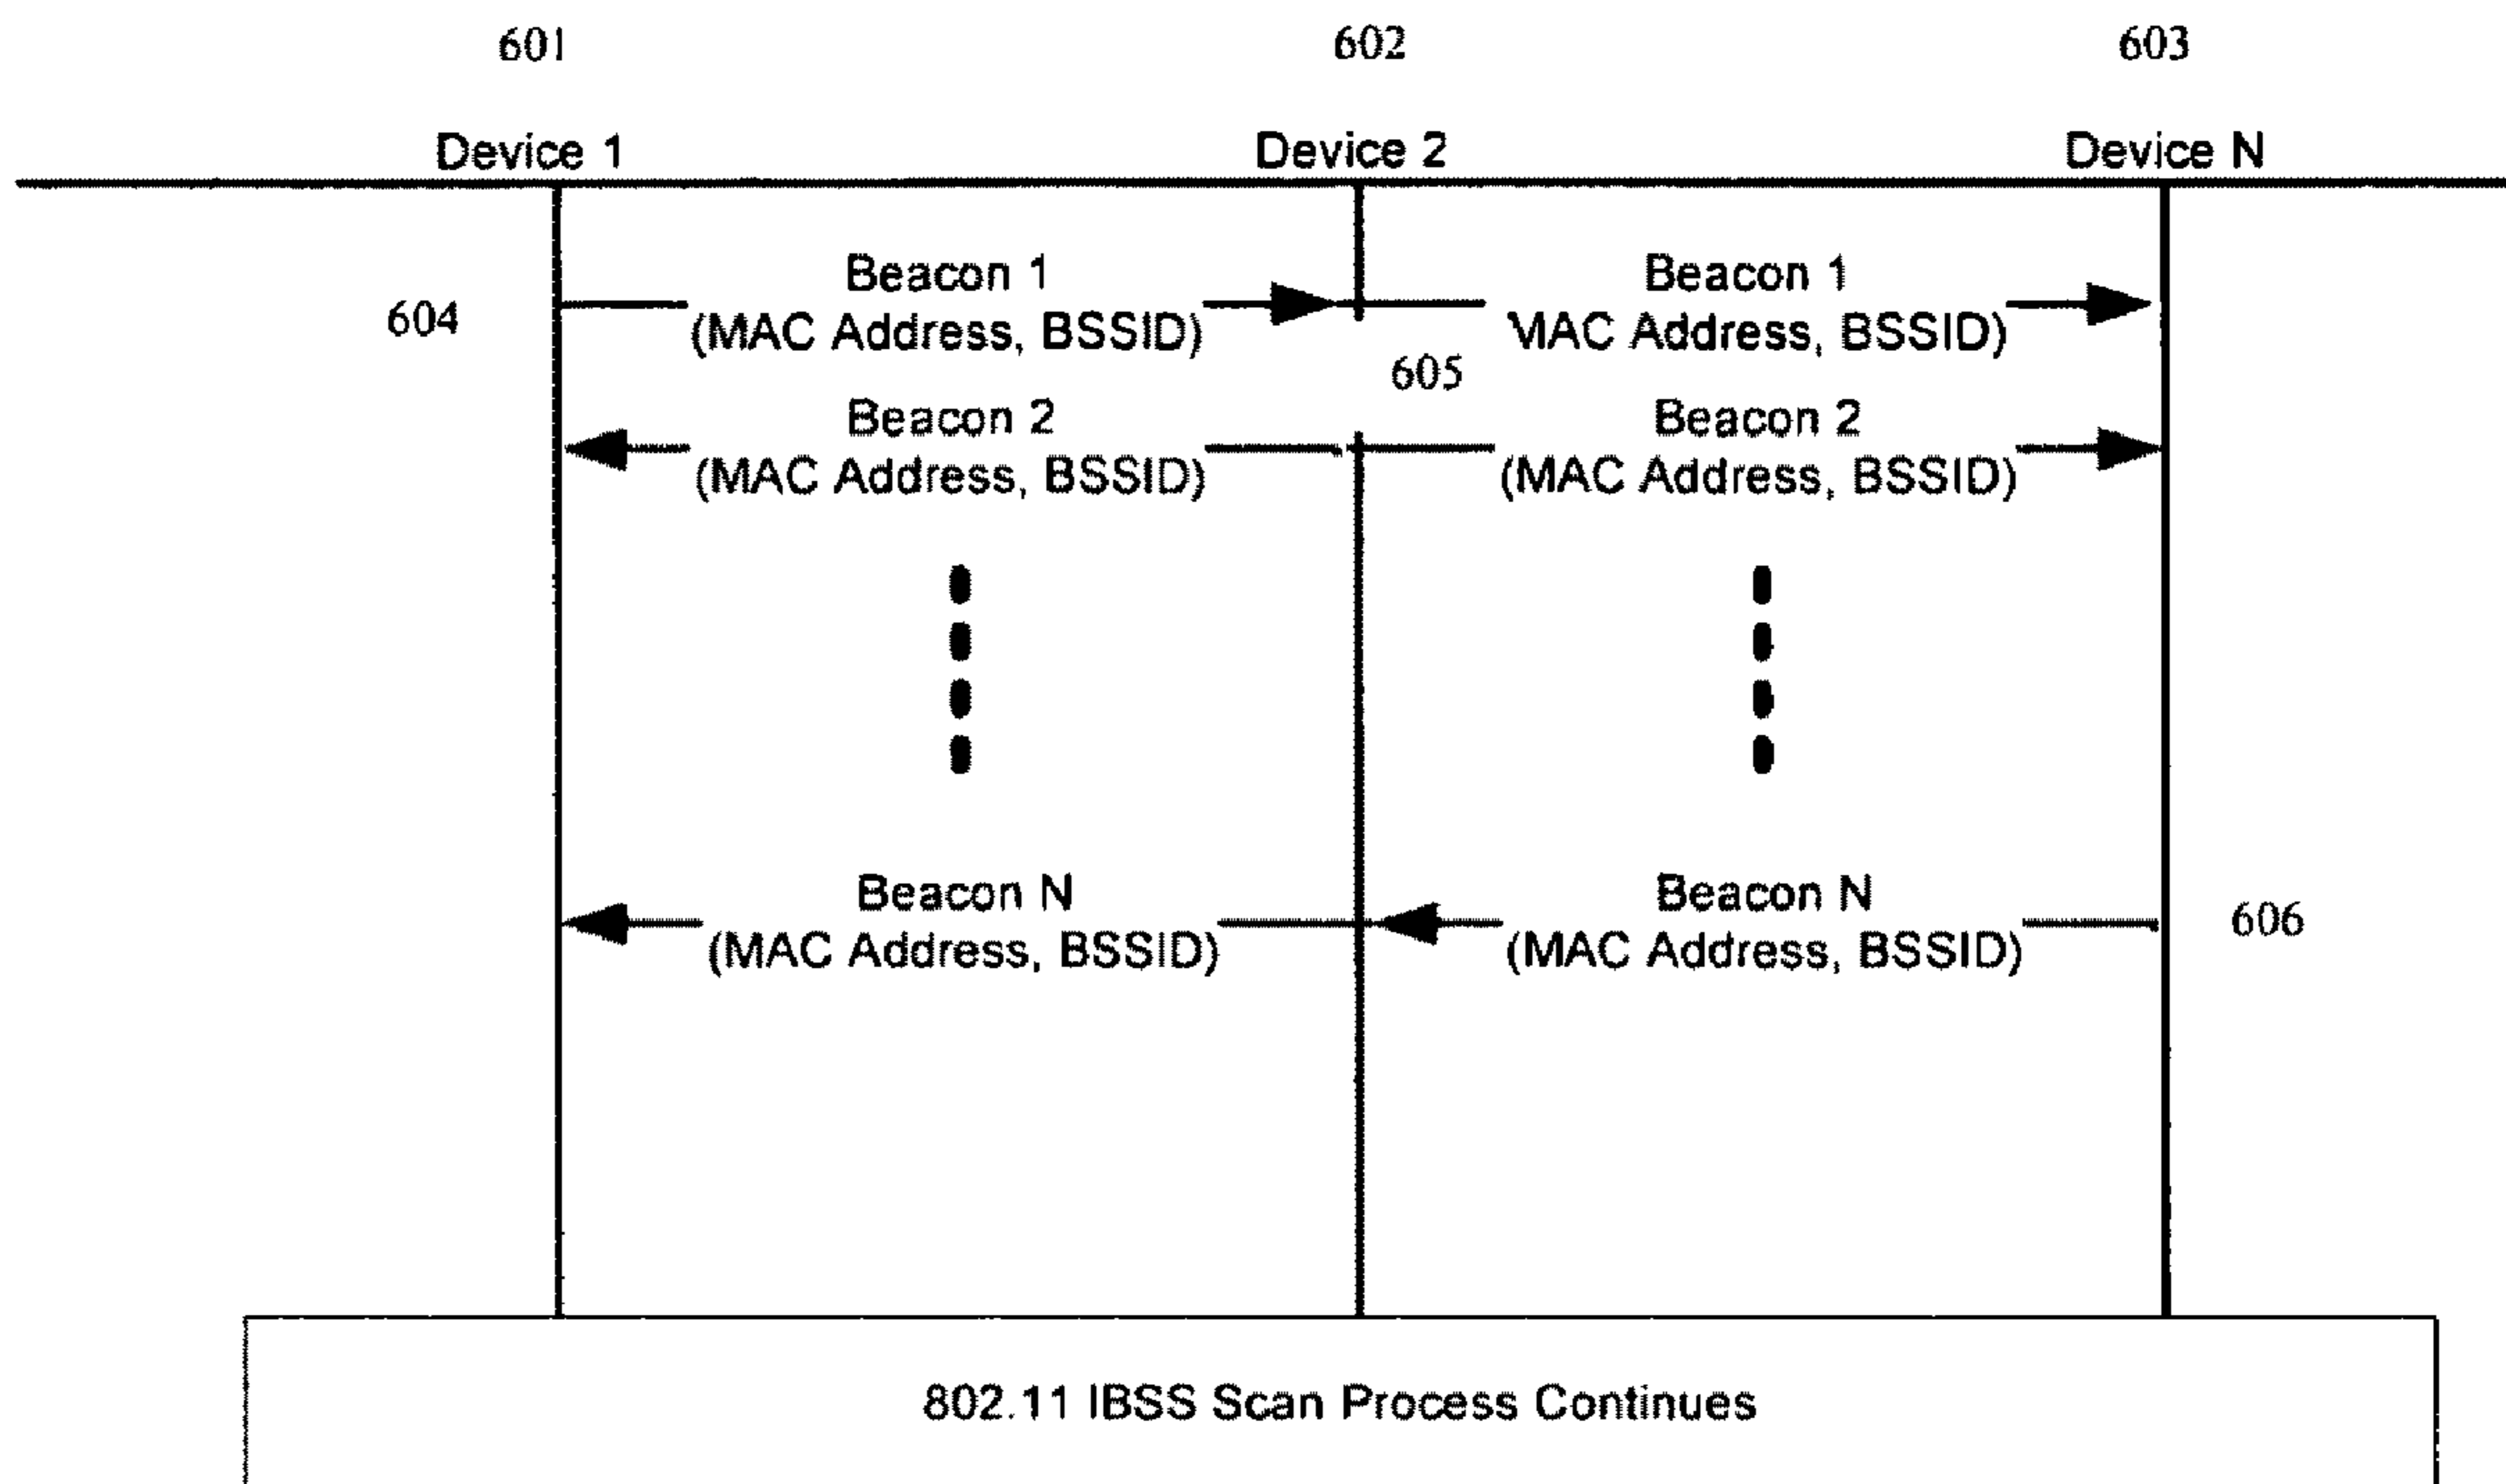 601 602 603
Device 1 Device 2 Device N
Beacon 1 Beacon 1
604 (MAC Address, BSSID) MAC Address, BSSID)
605
Beacon 2 Beacon 2
(MAC Address, BSSID) (MAC Address, BSSID)
Beacon N Beacon N
(MAC Address, BSSID) (MAC Address, BSSID) 606
802.11 IBSS Scan Process Continues